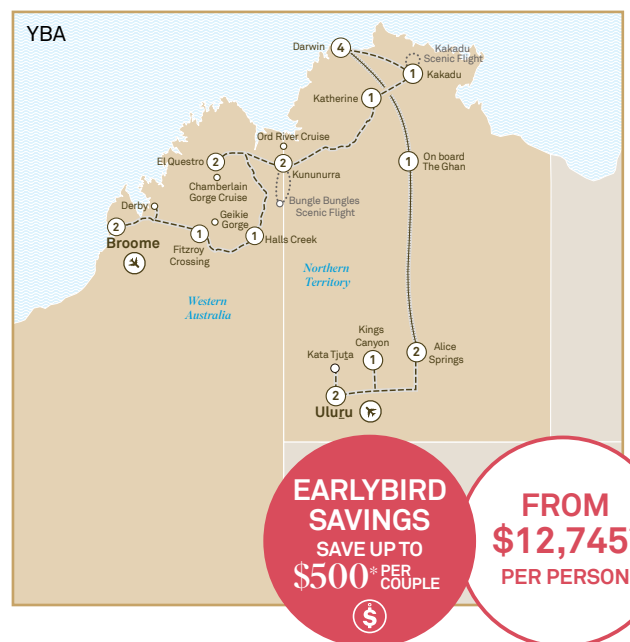 YBA
Darwin
4
Kakadu
Scenic Flight
1
Kakadu
Katherine
1
Ord River Cruise
El Questro
2
2
Kununurra
1
On board
The Ghan
Chamberlain
Gorge Cruise
Bungle Bungles
Scenic Flight
Derby
Geikie
Gorge
2
Broome
1
Fitzroy
Crossing
1
Halls Creek
Northern
Territory
Western
Australia
Kings
Canyon
1
Kata Tjuṯa
2
Alice
Springs
2
Uluṟu
EARLYBIRD
SAVINGS
SAVE UP TO
$500* PER
COUPLE
$
FROM
$12,745
PER PERSON